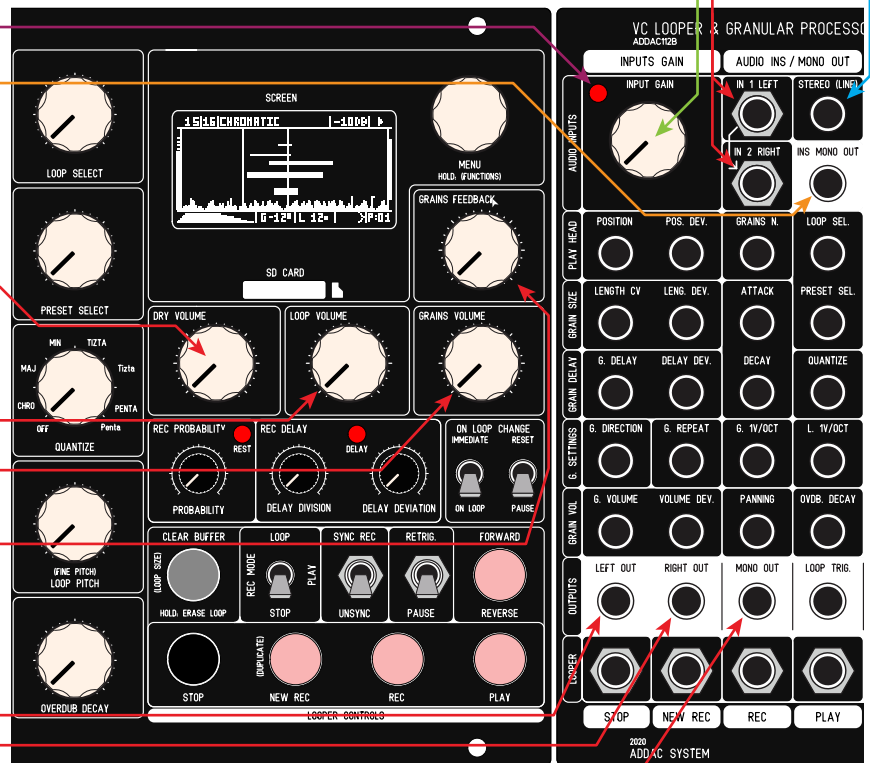 VC LOOPER & GRANULAR PROCESSO
ADDAC112B
LOOP SELECT
PRESET SELECT
MIN TIZTA
MAJ Tizta
CHRO PENTA
OFF Penta
QUANTIZE
(FINE PITCH)
LOOP PITCH
OVERDUB DECAY
SCREEN
15|16|CHROMATIC |-10DB|
G-12 L 12 P:01
SD CARD
MENU
HOLD: (FUNCTIONS)
GRAINS FEEDBACK
DRY VOLUME
LOOP VOLUME
GRAINS VOLUME
REC PROBABILITY
REST
PROBABILITY
REC DELAY
DELAY
DELAY DIVISION
DELAY DEVIATION
ON LOOP CHANGE
IMMEDIATE RESET
ON LOOP PAUSE
CLEAR BUFFER
(LOOP SIZE)
HOLD: ERASE LOOP
LOOP
REC MODE
PLAY
STOP
SYNC REC
UNSYNC
RETRIG.
PAUSE
FORWARD
REVERSE
STOP
(DUPLICATE)
NEW REC
REC
PLAY
LOOPER CONTROLS
INPUTS GAIN
AUDIO INS / MONO OUT
AUDIO INPUTS
INPUT GAIN
IN 1 LEFT
STEREO (LINE)
IN 2 RIGHT
INS MONO OUT
PLAY HEAD
POSITION
POS. DEV.
GRAINS N.
LOOP SEL.
GRAIN SIZE
LENGTH CV
LENG. DEV.
ATTACK
PRESET SEL.
GRAIN DELAY
G. DELAY
DELAY DEV.
DECAY
QUANTIZE
G. SETTINGS
G. DIRECTION
G. REPEAT
G. 1V/OCT
L. 1V/OCT
GRAIN VOL
G. VOLUME
VOLUME DEV.
PANNING
OVDB. DECAY
OUTPUTS
LEFT OUT
RIGHT OUT
MONO OUT
LOOP TRIG.
LOOPER
STOP
NEW REC
REC
PLAY
2020
ADDAC SYSTEM